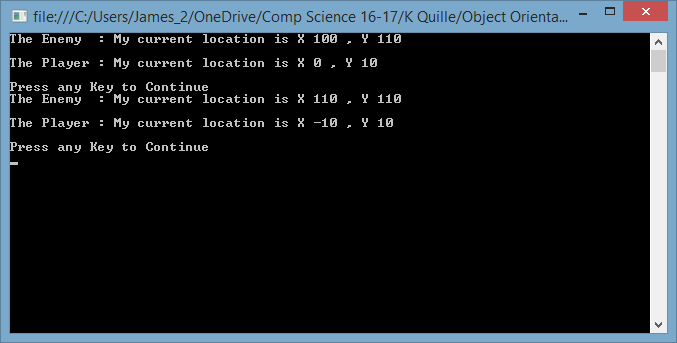 file:///C:/Users/James_2/OneDrive/Comp Science 16-17/K Quille/Object Orienta...
The Enemy  : My current location is X 100 , Y 110
The Player : My current location is X 0 , Y 10
Press any Key to Continue
The Enemy  : My current location is X 110 , Y 110
The Player : My current location is X -10 , Y 10
Press any Key to Continue